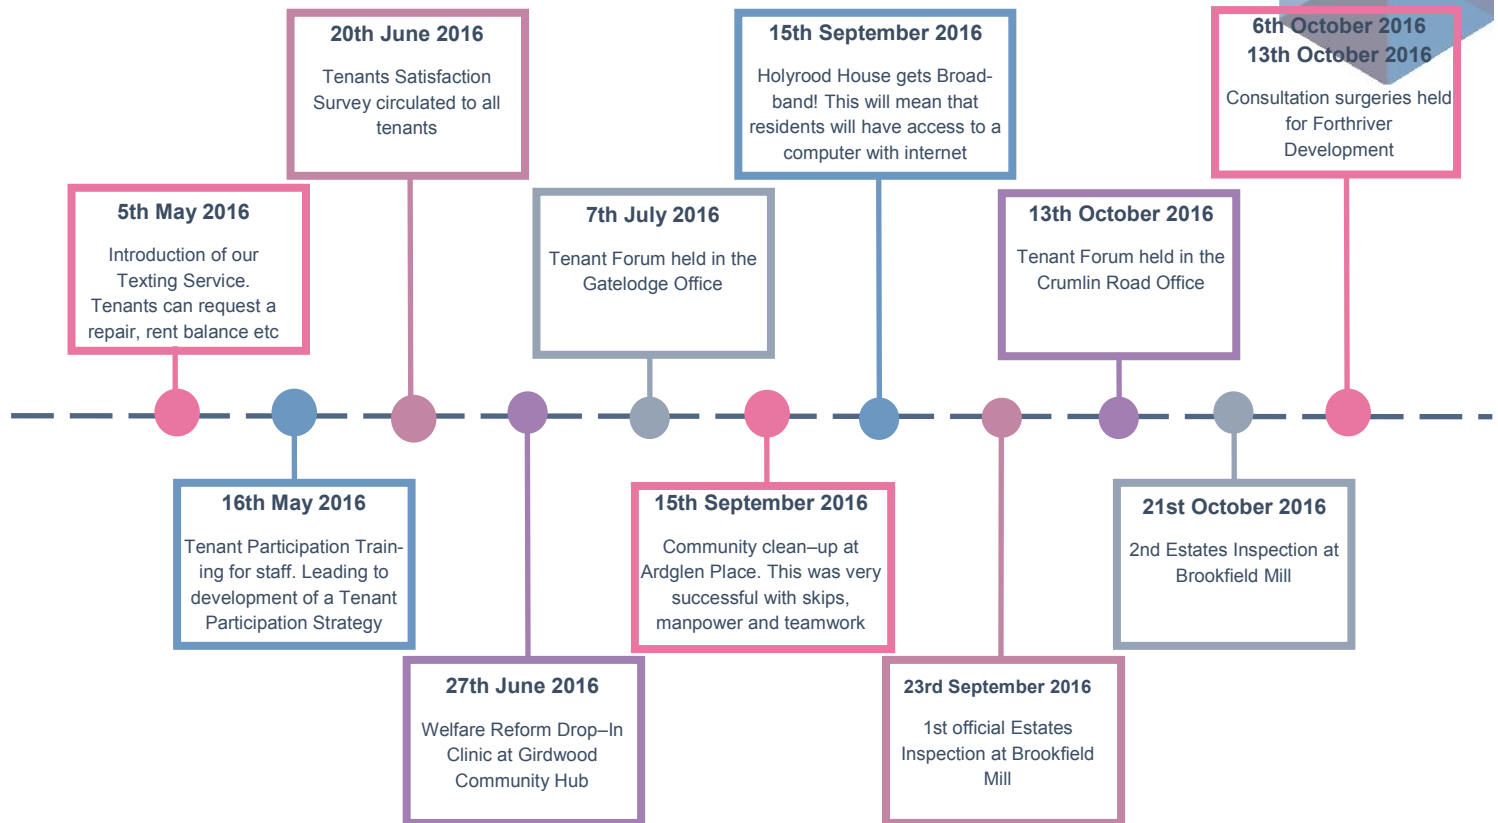 5th May 2016
Introduction of our
Texting Service.
Tenants can request a
repair, rent balance etc
16th May 2016
Tenant Participation Train-
ing for staff. Leading to
development of a Tenant
Participation Strategy
20th June 2016
Tenants Satisfaction
Survey circulated to all
tenants
27th June 2016
Welfare Reform Drop–In
Clinic at Girdwood
Community Hub
7th July 2016
Tenant Forum held in the
Gatelodge Office
15th September 2016
Community clean–up at
Ardglen Place. This was very
successful with skips,
manpower and teamwork
15th September 2016
Holyrood House gets Broad-
band! This will mean that
residents will have access to a
computer with internet
23rd September 2016
1st official Estates
Inspection at Brookfield
Mill
13th October 2016
Tenant Forum held in the
Crumlin Road Office
21st October 2016
2nd Estates Inspection at
Brookfield Mill
6th October 2016
13th October 2016
Consultation surgeries held
for Forthriver
Development